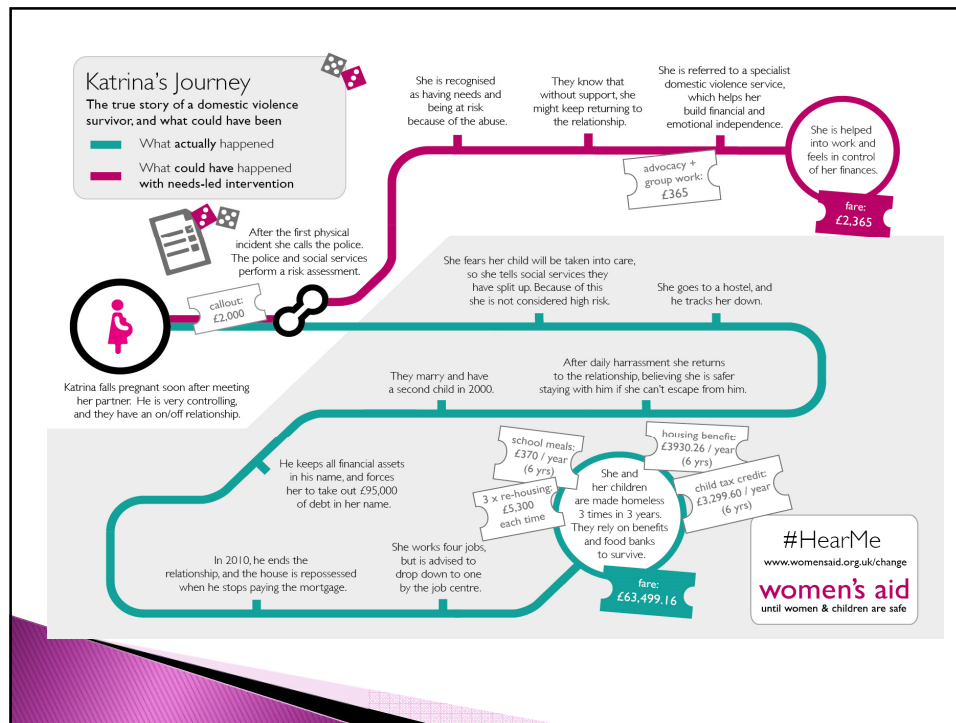 Katrina's Journey
The true story of a domestic violence
survivor, and what could have been
What actually happened
What could have happened
with needs-led intervention
She is recognised
as having needs and
being at risk
because of the abuse.
They know that
without support, she
might keep returning to
the relationship.
She is referred to a specialist
domestic violence service,
which helps her
build financial and
emotional independence.
advocacy +
group work:
£365
She is helped
into work and
feels in control
of her finances.
fare:
£2,365
After the first physical
incident she calls the police.
The police and social services
perform a risk assessment.
callout:
£2,000
Katrina falls pregnant soon after meeting
her partner. He is very controlling,
and they have an on/off relationship.
She fears her child will be taken into care,
so she tells social services they
have split up. Because of this
she is not considered high risk.
She goes to a hostel, and
he tracks her down.
After daily harrassment she returns
to the relationship, believing she is safer
staying with him if she can't escape from him.
They marry and have
a second child in 2000.
He keeps all financial assets
in his name, and forces
her to take out £95,000
of debt in her name.
In 2010, he ends the
relationship, and the house is repossessed
when he stops paying the mortgage.
She works four jobs,
but is advised to
drop down to one
by the job centre.
school meals:
£370 / year
(6 yrs)
3 x re-housing:
£5,300
each time
housing benefit:
£3930.26 / year
(6 yrs)
child tax credit:
£3,299.60 / year
(6 yrs)
She and
her children
are made homeless
3 times in 3 years.
They rely on benefits
and food banks
to survive.
fare:
£63,499.16
#HearMe
www.womensaid.org.uk/change
women's aid
until women & children are safe